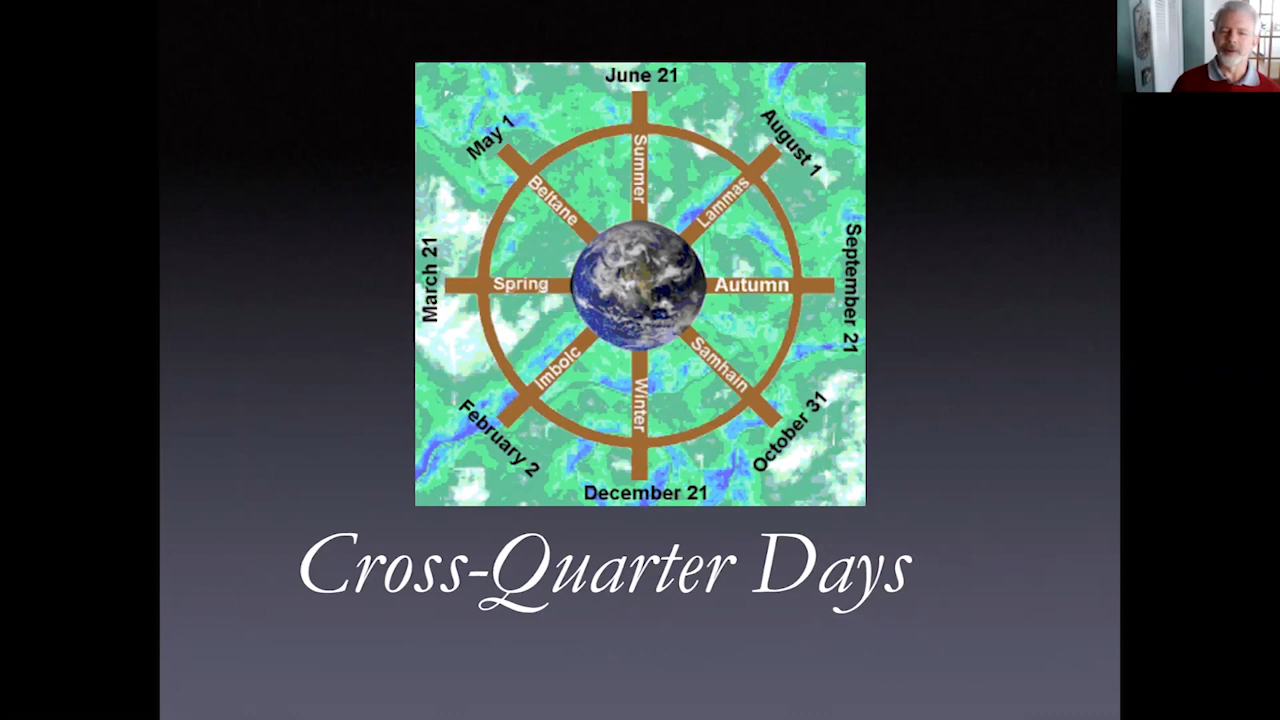 June 21
May 1
August 1
Summer
Beltane
Lammas
March 21
Spring
Autumn
September 21
Imbolc
Samhain
Winter
February 2
October 31
December 21
Cross-Quarter Days